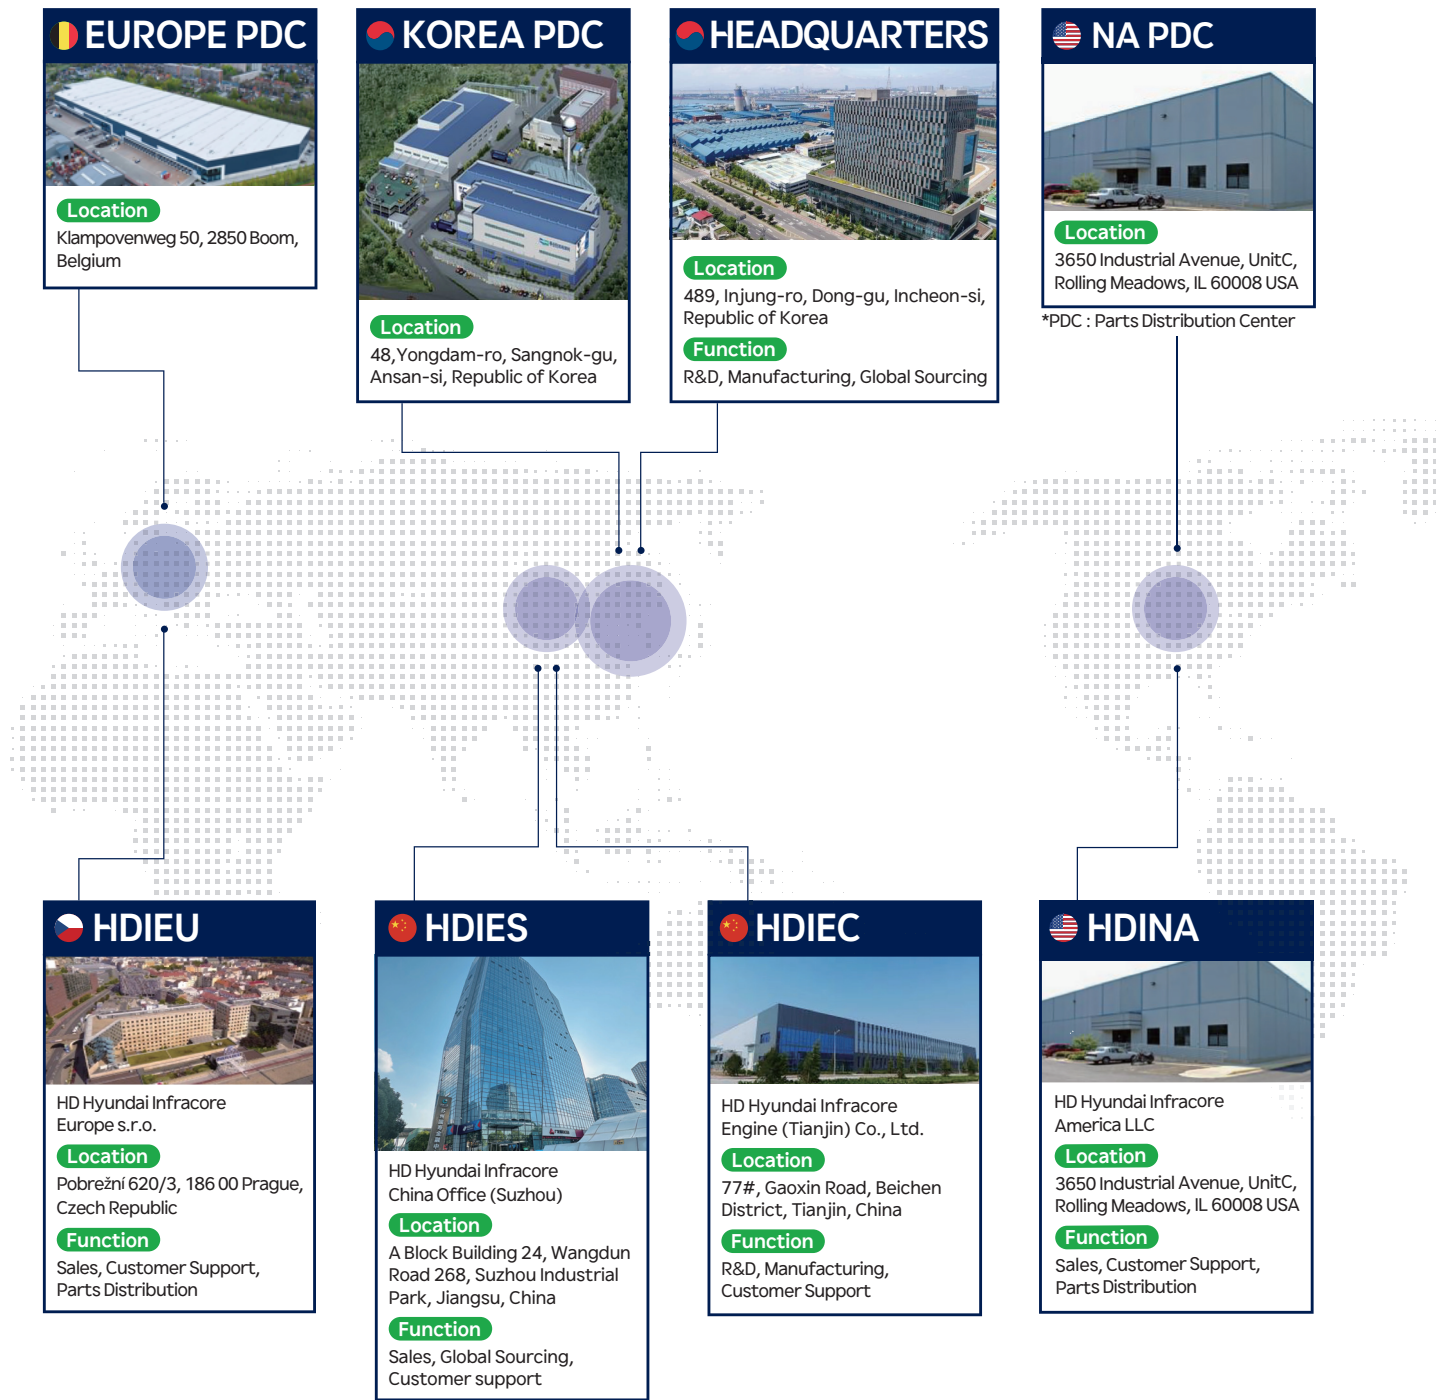 EUROPE PDC
Location
Klampovenweg 50, 2850 Boom,
Belgium
KOREA PDC
Location
48,Yongdam-ro, Sangnok-gu,
Ansan-si, Republic of Korea
HEADQUARTERS
Location
489, Injung-ro, Dong-gu, Incheon-si,
Republic of Korea
Function
R&D, Manufacturing, Global Sourcing
NA PDC
Location
3650 Industrial Avenue, UnitC,
Rolling Meadows, IL 60008 USA
*PDC : Parts Distribution Center
HDIEU
HD Hyundai Infracore
Europe s.r.o.
Location
Pobrežní 620/3, 186 00 Prague,
Czech Republic
Function
Sales, Customer Support,
Parts Distribution
HDIES
HD Hyundai Infracore
China Office (Suzhou)
Location
A Block Building 24, Wangdun
Road 268, Suzhou Industrial
Park, Jiangsu, China
Function
Sales, Global Sourcing,
Customer support
HDIEC
HD Hyundai Infracore
Engine (Tianjin) Co., Ltd.
Location
77#, Gaoxin Road, Beichen
District, Tianjin, China
Function
R&D, Manufacturing,
Customer Support
HDINA
HD Hyundai Infracore
America LLC
Location
3650 Industrial Avenue, UnitC,
Rolling Meadows, IL 60008 USA
Function
Sales, Customer Support,
Parts Distribution